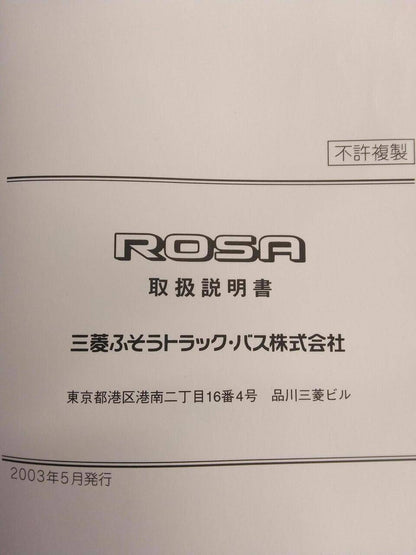 不許複製
ROSA
取扱説明書
三菱ふそうトラック・バス株式会社
東京都港区港南二丁目16番4号　品川三菱ビル
2003年5月発行